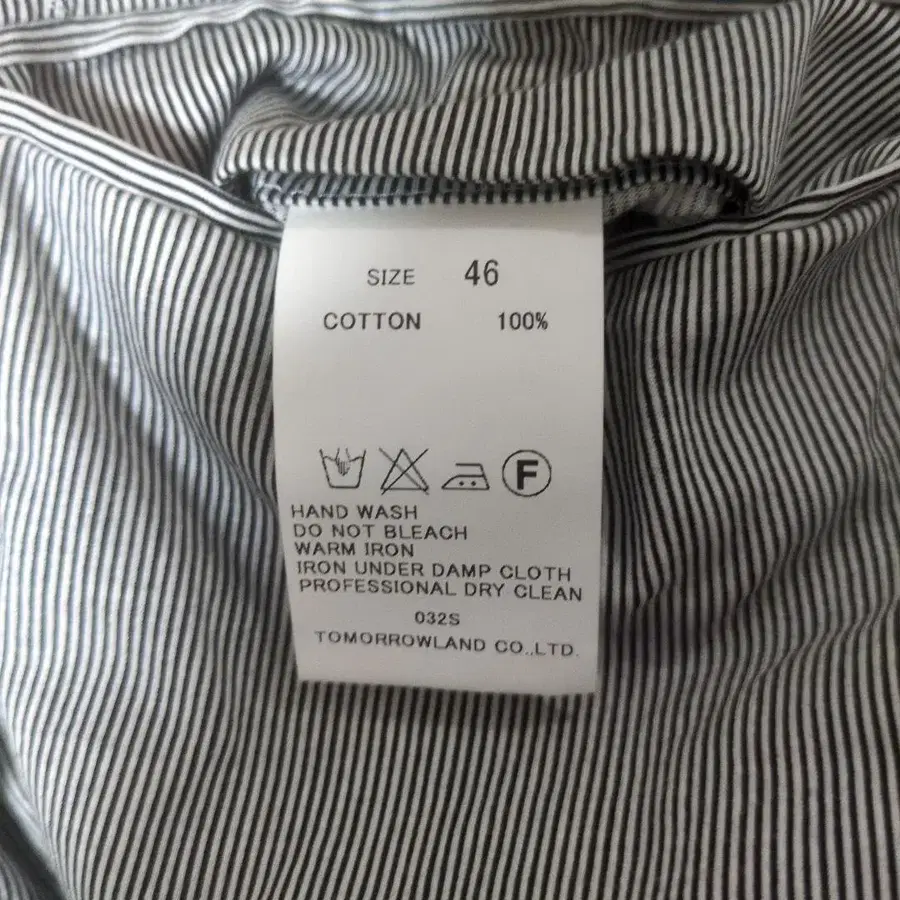 SIZE 46
COTTON 100%
F
HAND WASH
DO NOT BLEACH
WARM IRON
IRON UNDER DAMP CLOTH
PROFESSIONAL DRY CLEAN
032S
TOMORROWLAND CO.,LTD.